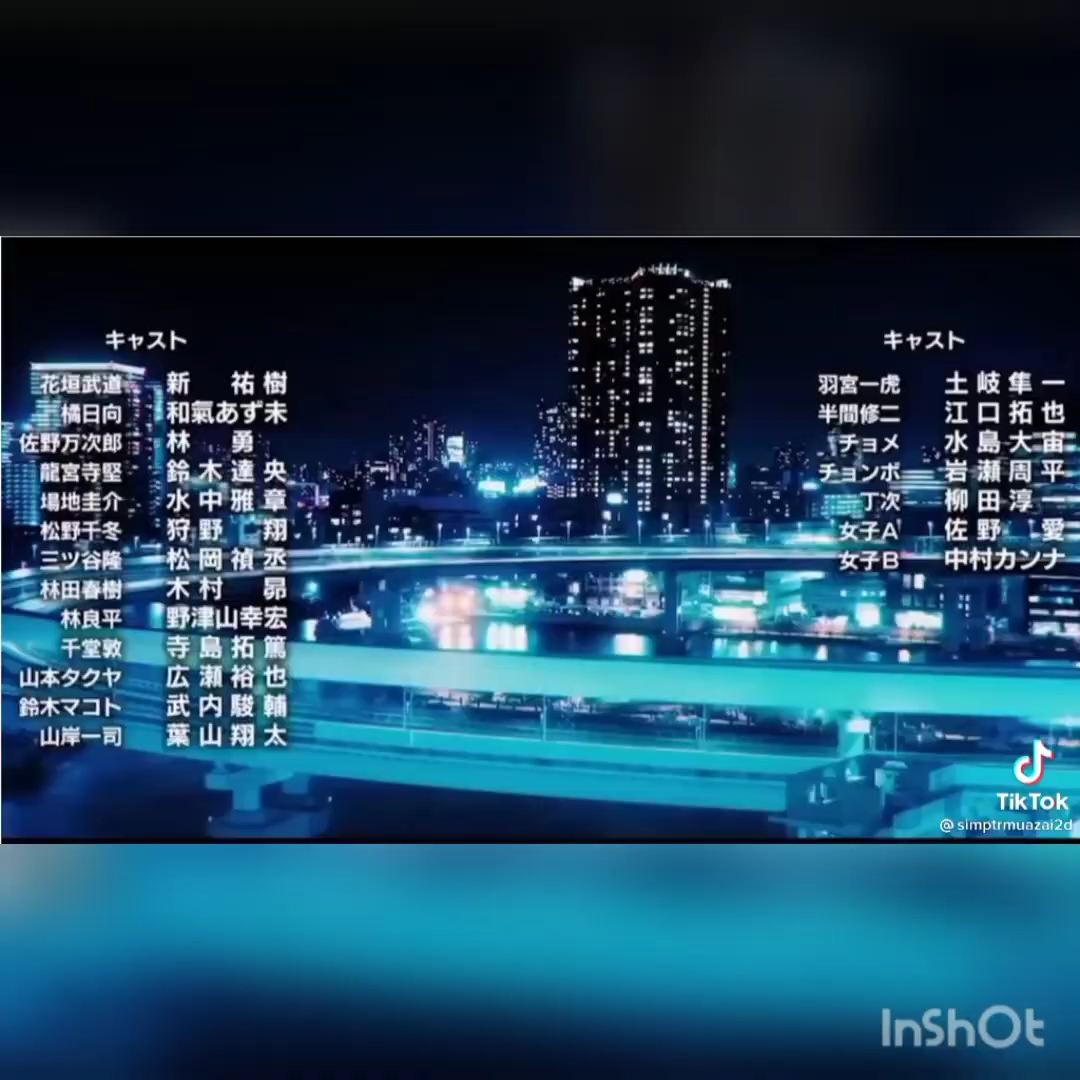 キャスト
花垣武道 新 祐樹
橘日向 和氣あず未
佐野万次郎 林 勇
龍宮寺堅 鈴木達央
場地圭介 水中雅章
松野千冬 狩野 翔
三ツ谷隆 松岡禎丞
林田春樹 木村 昴
林良平 野津山幸宏
千堂敦 寺島拓篤
山本タクヤ 広瀬裕也
鈴木マコト 武内駿輔
山岸一司 葉山翔太
キャスト
羽宮一虎 土岐隼一
半間修二 江口拓也
チョメ 水島大宙
チョンボ 岩瀬周平
丁次 柳田淳一
女子A 佐野 愛
女子B 中村カンナ
TikTok
@simptrmuazai2d
InShOt